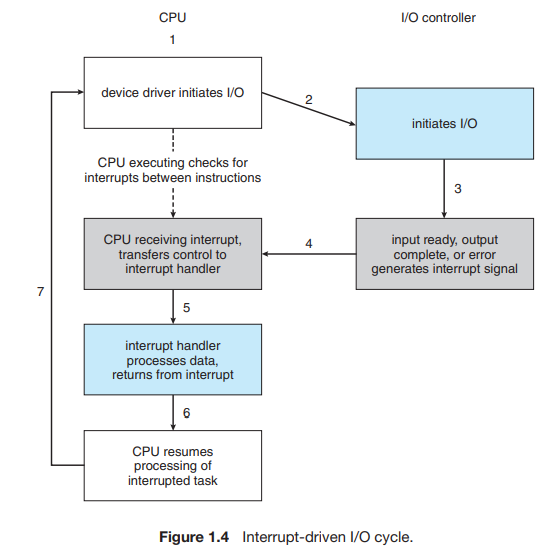 CPU
I/O controller
1
device driver initiates I/O
2
initiates I/O
CPU executing checks for
interrupts between instructions
3
CPU receiving interrupt,
transfers control to
interrupt handler
4
input ready, output
complete, or error
generates interrupt signal
7
5
interrupt handler
processes data,
returns from interrupt
6
CPU resumes
processing of
interrupted task
Figure 1.4 Interrupt-driven I/O cycle.